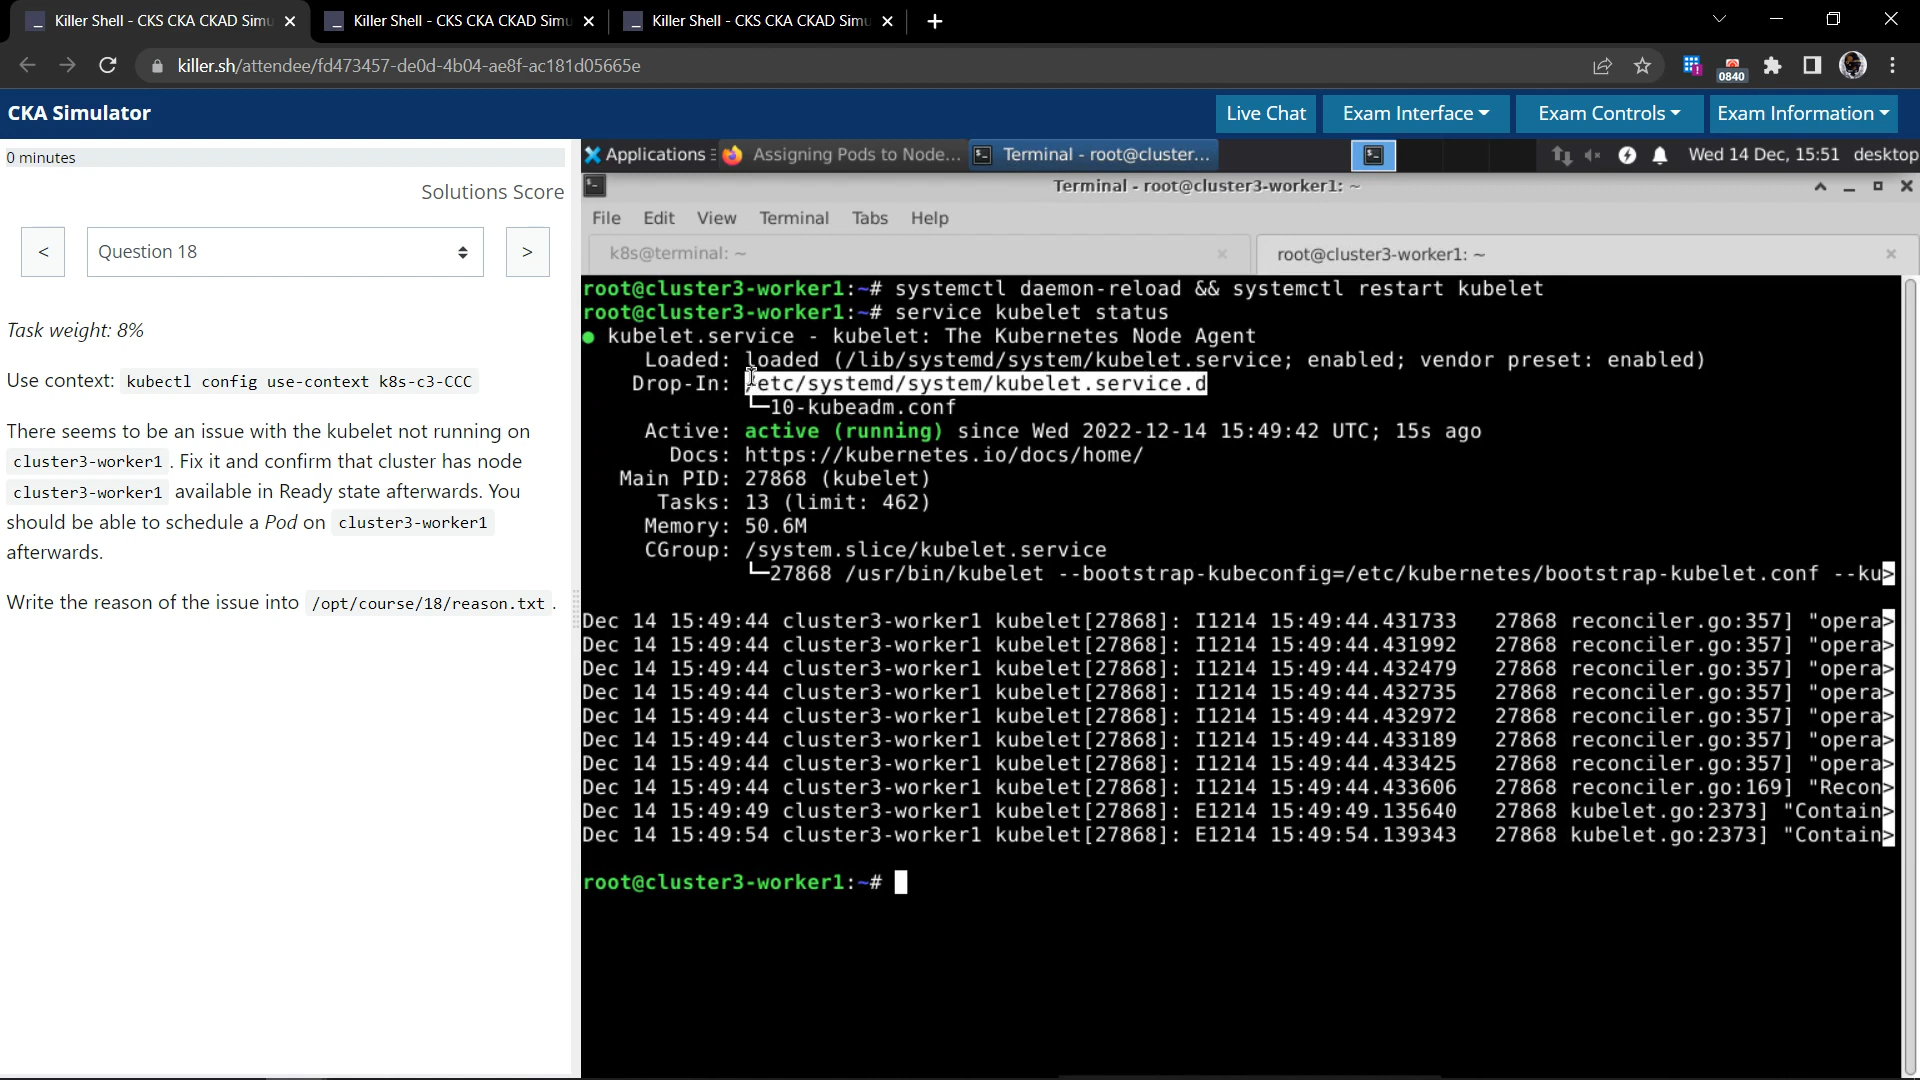 Killer Shell - CKS CKA CKAD Simu
Killer Shell - CKS CKA CKAD Simu
Killer Shell - CKS CKA CKAD Simu
killer.sh/attendee/fd473457-de0d-4b04-ae8f-ac181d05665e
0840
CKA Simulator
Live Chat
Exam Interface
Exam Controls
Exam Information
0 minutes
Solutions Score
<
Question 18
>
Task weight: 8%
Use context: kubectl config use-context k8s-c3-CCC
There seems to be an issue with the kubelet not running on
cluster3-worker1 . Fix it and confirm that cluster has node
cluster3-worker1 available in Ready state afterwards. You
should be able to schedule a Pod on cluster3-worker1
afterwards.
Write the reason of the issue into /opt/course/18/reason.txt .
Applications
Assigning Pods to Node...
Terminal - root@cluster...
Wed 14 Dec, 15:51
desktop
Terminal - root@cluster3-worker1: ~
File Edit View Terminal Tabs Help
k8s@terminal: ~
root@cluster3-worker1: ~
root@cluster3-worker1:~# systemctl daemon-reload && systemctl restart kubelet
root@cluster3-worker1:~# service kubelet status
● kubelet.service - kubelet: The Kubernetes Node Agent
Loaded: loaded (/lib/systemd/system/kubelet.service; enabled; vendor preset: enabled)
Drop-In: /etc/systemd/system/kubelet.service.d
└─10-kubeadm.conf
Active: active (running) since Wed 2022-12-14 15:49:42 UTC; 15s ago
Docs: https://kubernetes.io/docs/home/
Main PID: 27868 (kubelet)
Tasks: 13 (limit: 462)
Memory: 50.6M
CGroup: /system.slice/kubelet.service
└─27868 /usr/bin/kubelet --bootstrap-kubeconfig=/etc/kubernetes/bootstrap-kubelet.conf --ku>
Dec 14 15:49:44 cluster3-worker1 kubelet[27868]: I1214 15:49:44.431733 27868 reconciler.go:357] "opera>
Dec 14 15:49:44 cluster3-worker1 kubelet[27868]: I1214 15:49:44.431992 27868 reconciler.go:357] "opera>
Dec 14 15:49:44 cluster3-worker1 kubelet[27868]: I1214 15:49:44.432479 27868 reconciler.go:357] "opera>
Dec 14 15:49:44 cluster3-worker1 kubelet[27868]: I1214 15:49:44.432735 27868 reconciler.go:357] "opera>
Dec 14 15:49:44 cluster3-worker1 kubelet[27868]: I1214 15:49:44.432972 27868 reconciler.go:357] "opera>
Dec 14 15:49:44 cluster3-worker1 kubelet[27868]: I1214 15:49:44.433189 27868 reconciler.go:357] "opera>
Dec 14 15:49:44 cluster3-worker1 kubelet[27868]: I1214 15:49:44.433425 27868 reconciler.go:357] "opera>
Dec 14 15:49:44 cluster3-worker1 kubelet[27868]: I1214 15:49:44.433606 27868 reconciler.go:169] "Recon>
Dec 14 15:49:49 cluster3-worker1 kubelet[27868]: E1214 15:49:49.135640 27868 kubelet.go:2373] "Contain>
Dec 14 15:49:54 cluster3-worker1 kubelet[27868]: E1214 15:49:54.139343 27868 kubelet.go:2373] "Contain>
root@cluster3-worker1:~#